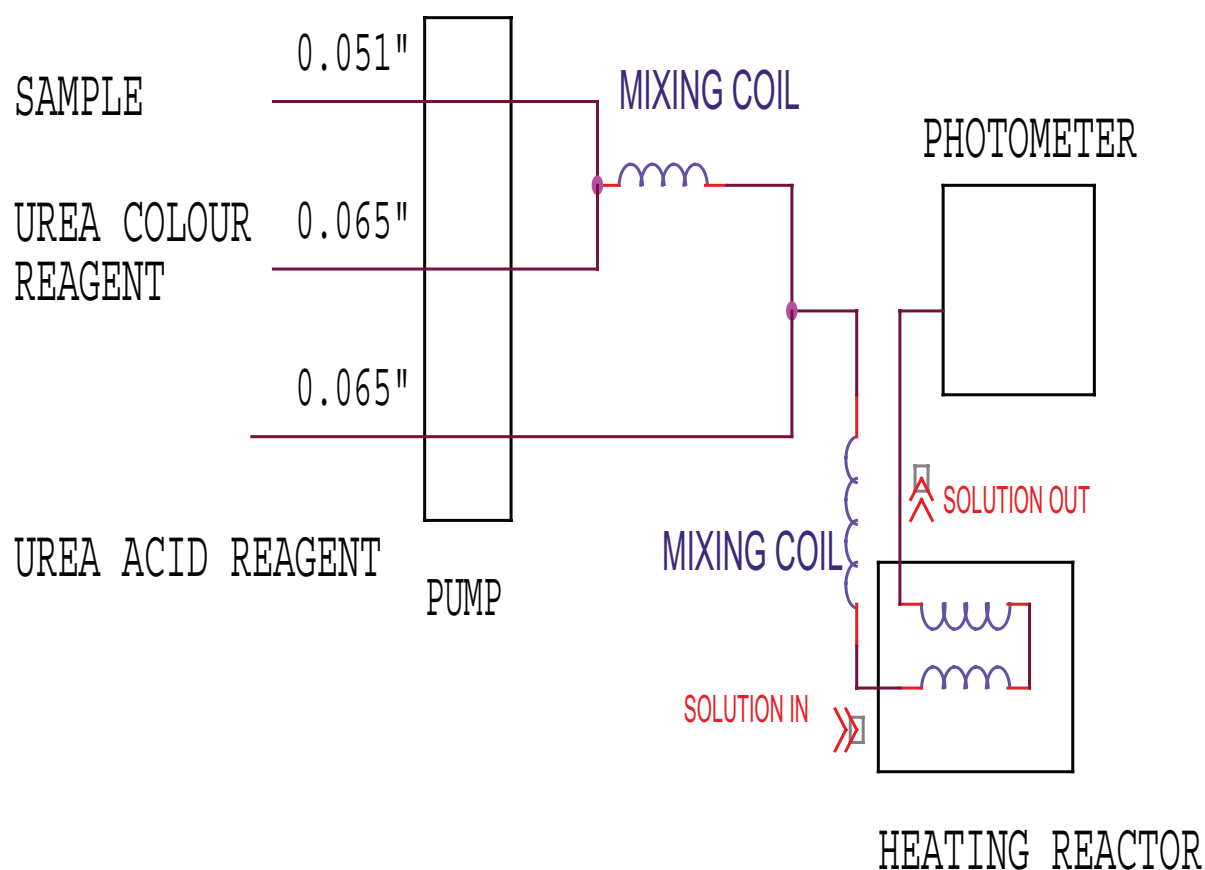 0.051"
SAMPLE
MIXING COIL
PHOTOMETER
UREA COLOUR
REAGENT
0.065"
0.065"
SOLUTION OUT
MIXING COIL
UREA ACID REAGENT
PUMP
SOLUTION IN
HEATING REACTOR